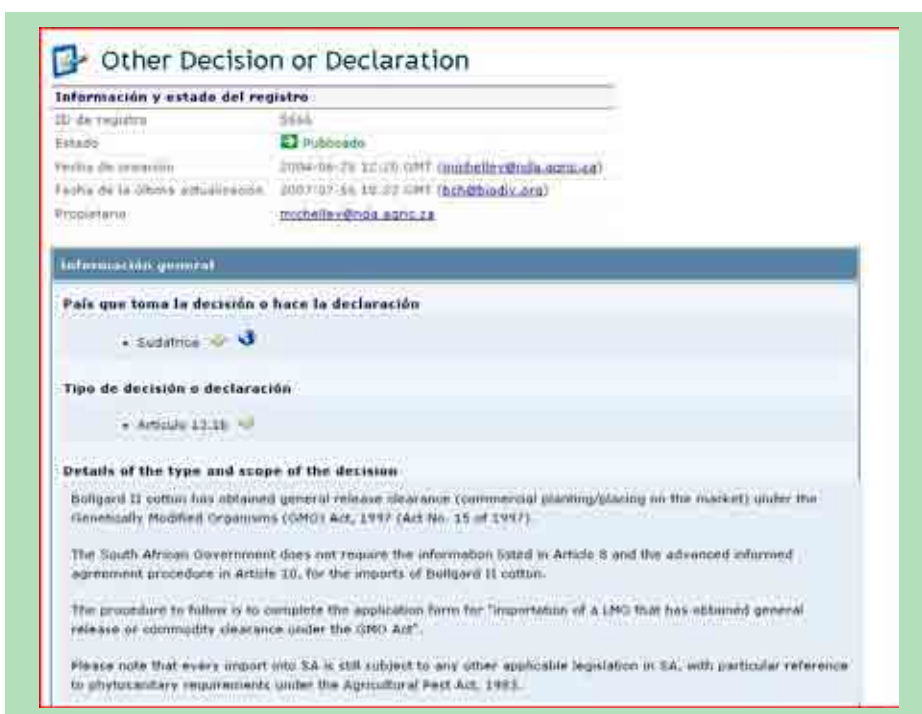 Other Decision or Declaration
Información y estado del registro
ID de registro
Estado Publicado
Fecha de creación GMT
Fecha de la última actualización GMT (bch@biodiv.org)
Propietario
Información general
País que toma la decisión o hace la declaración
• Sudáfrica
Tipo de decisión o declaración
• Artículo
Details of the type and scope of the decision
Bollgard II cotton has obtained general release clearance (commercial planting/placing on the market) under the
Genetically Modified Organisms (GMO) Act, 1997 (Act No. 15 of 1997).
The South African Government does not require the information listed in Article 8 and the advanced informed
agreement procedure in Article 10, for the imports of Bollgard II cotton.
The procedure to follow is to complete the application form for "importation of a LMO that has obtained general
release or commodity clearance under the GMO Act".
Please note that every import into SA is still subject to any other applicable legislation in SA, with particular reference
to phytosanitary requirements under the Agricultural Pest Act, 1983.